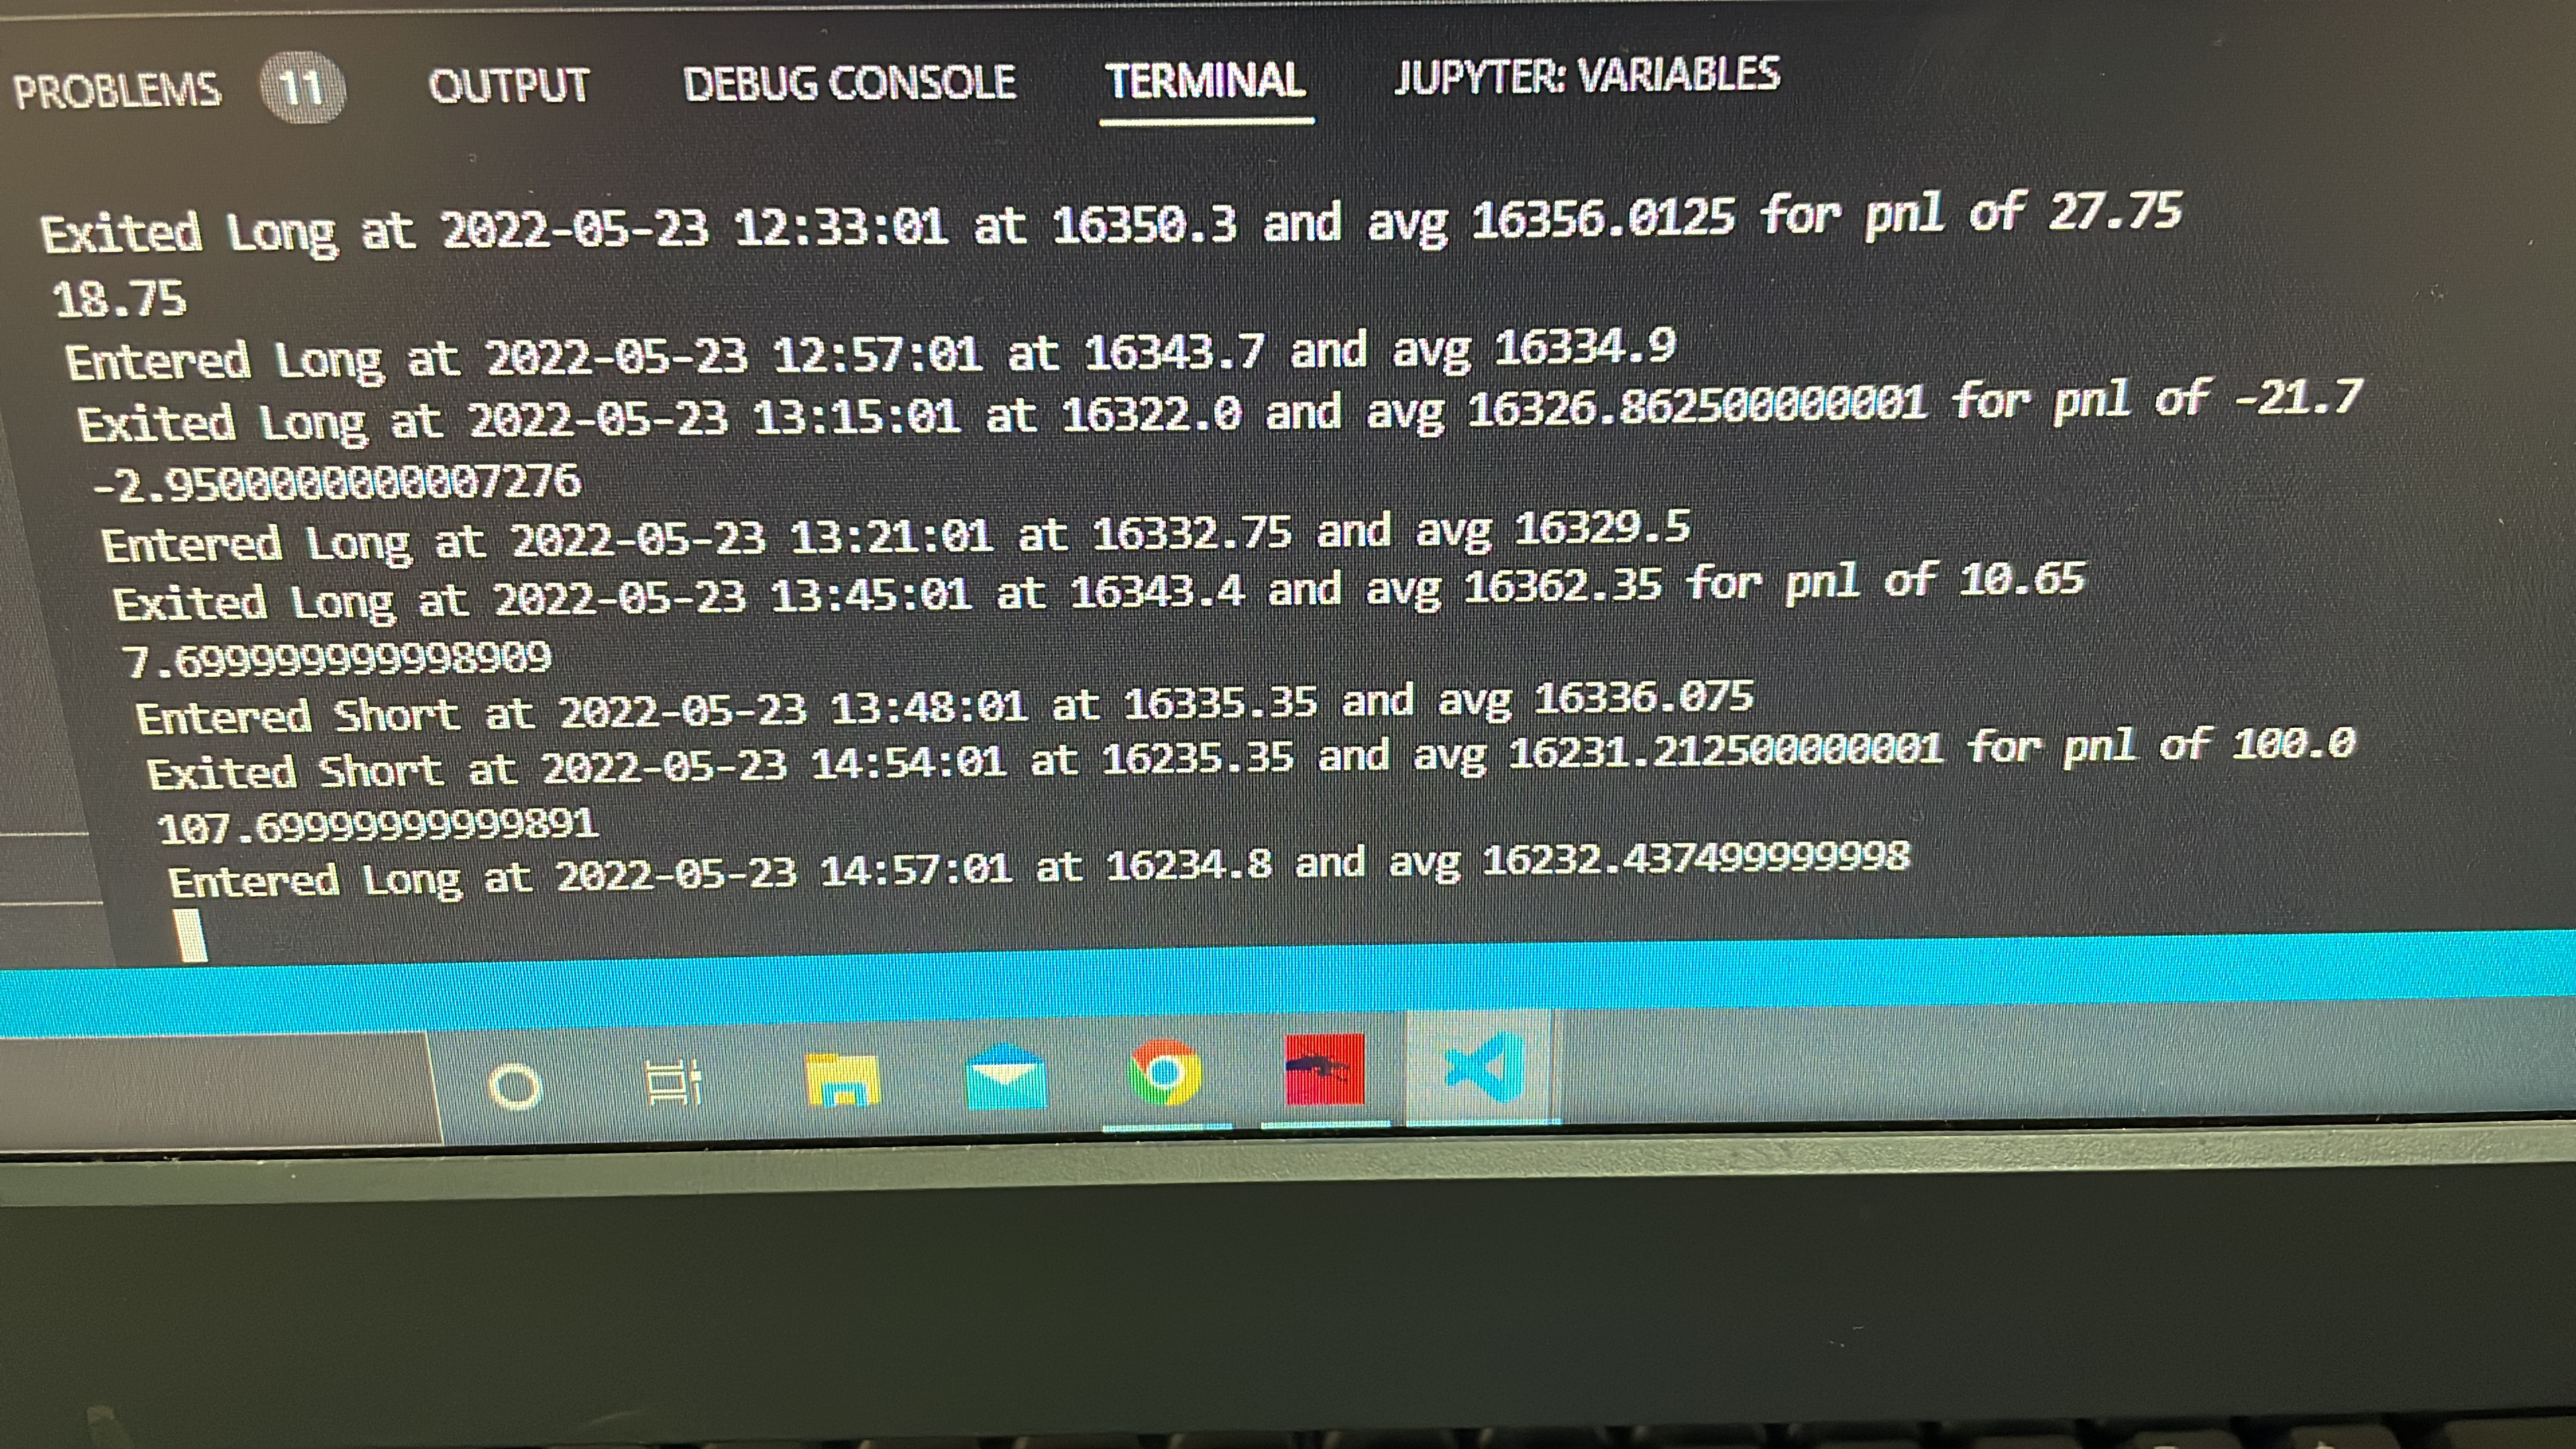 PROBLEMS 11 OUTPUT DEBUG CONSOLE TERMINAL JUPYTER: VARIABLES
Exited Long at 2022-05-23 12:33:01 at 16350.3 and avg 16356.0125 for pnl of 27.75
18.75
Entered Long at 2022-05-23 12:57:01 at 16343.7 and avg 16334.9
Exited Long at 2022-05-23 13:15:01 at 16322.0 and avg 16326.862500000001 for pnl of -21.7
-2.9500000000007276
Entered Long at 2022-05-23 13:21:01 at 16332.75 and avg 16329.5
Exited Long at 2022-05-23 13:45:01 at 16343.4 and avg 16362.35 for pnl of 10.65
7.699999999998909
Entered Short at 2022-05-23 13:48:01 at 16335.35 and avg 16336.075
Exited Short at 2022-05-23 14:54:01 at 16235.35 and avg 16231.212500000001 for pnl of 100.0
107.69999999999891
Entered Long at 2022-05-23 14:57:01 at 16234.8 and avg 16232.437499999998